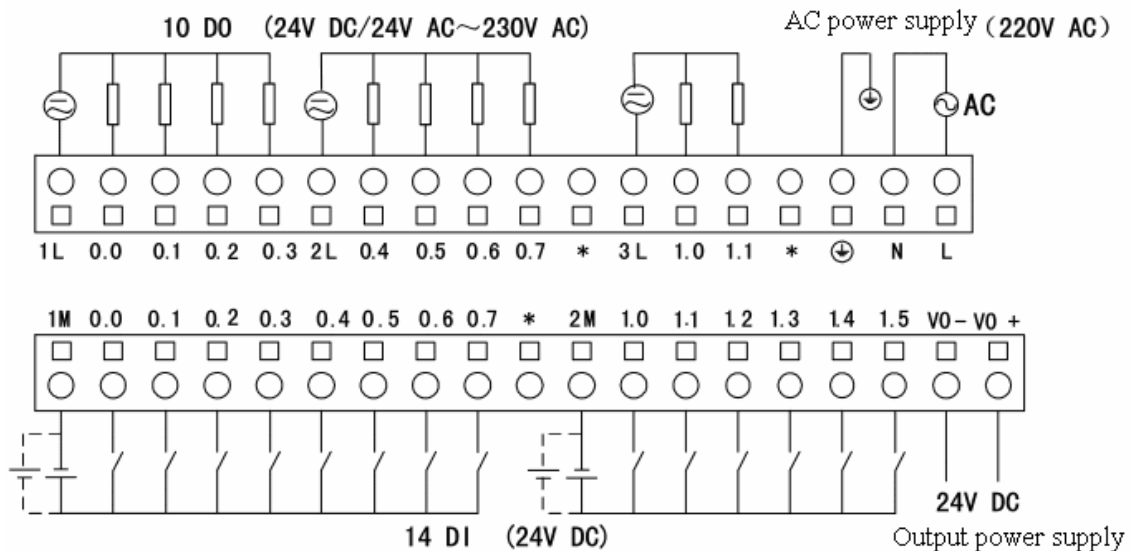 10 DO (24V DC/24V AC～230V AC) AC power supply (220V AC)
AC
1L 0.0 0.1 0.2 0.3 2L 0.4 0.5 0.6 0.7 * 3L 1.0 1.1 * N L
1M 0.0 0.1 0.2 0.3 0.4 0.5 0.6 0.7 * 2M 1.0 1.1 1.2 1.3 1.4 1.5 VO- VO +
24V DC
14 DI (24V DC) Output power supply